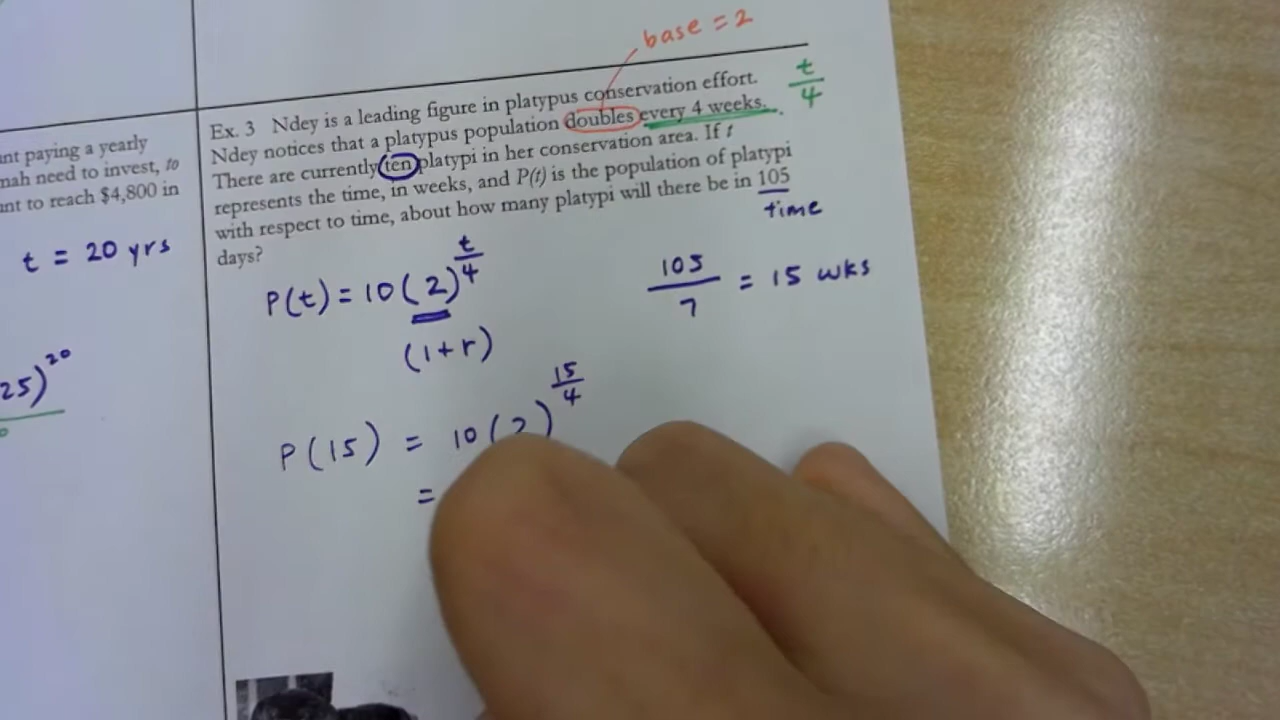 base = 2
Ex. 3 Ndey is a leading figure in platypus conservation effort.
Ndey notices that a platypus population doubles every 4 weeks.
t/4
There are currently ten platypi in her conservation area. If t
represents the time, in weeks, and P(t) is the population of platypi
with respect to time, about how many platypi will there be in 105
days?
time
P(t) = 10(2)^(t/4)
(1+r)
105/7 = 15 wks
P(15) = 10(2)^(15/4)
=
nt paying a yearly
mah need to invest, to
nt to reach $4,800 in
t = 20 yrs
25)^20